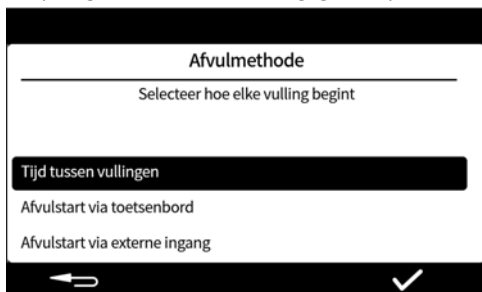 Afvulmethode
Selecteer hoe elke vulling begint
Tijd tussen vullingen
Afvulstart via toetsenbord
Afvulstart via externe ingang